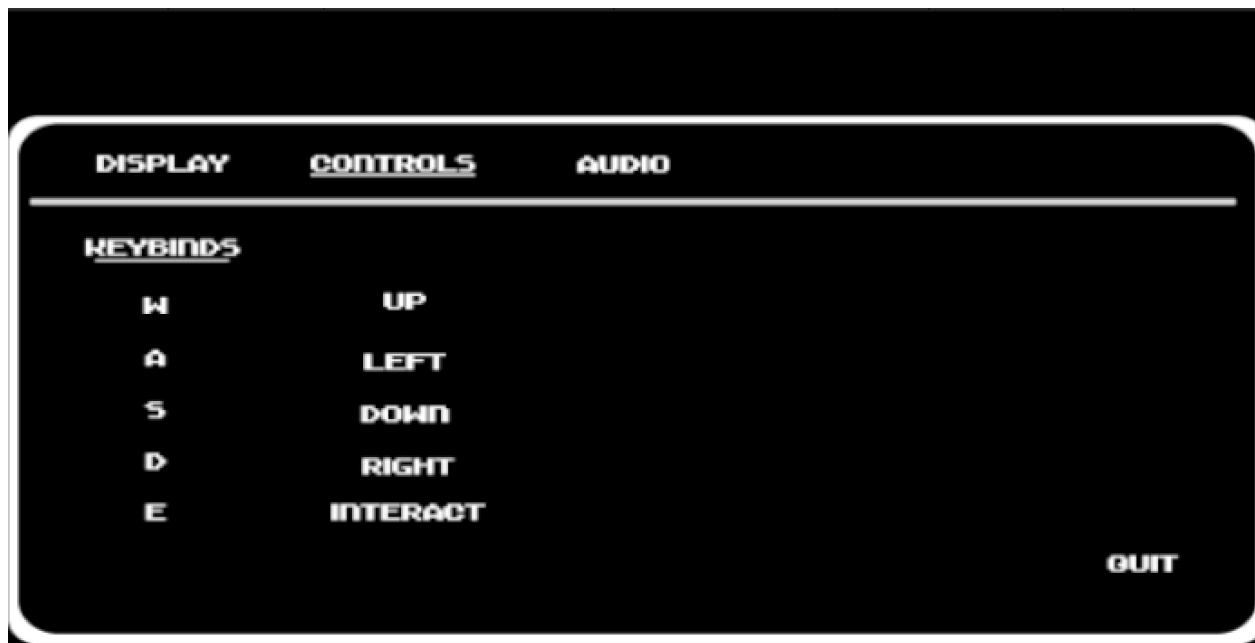 DISPLAY CONTROLS AUDIO
KEYBINDS
W UP
A LEFT
S DOWN
D RIGHT
E INTERACT
QUIT